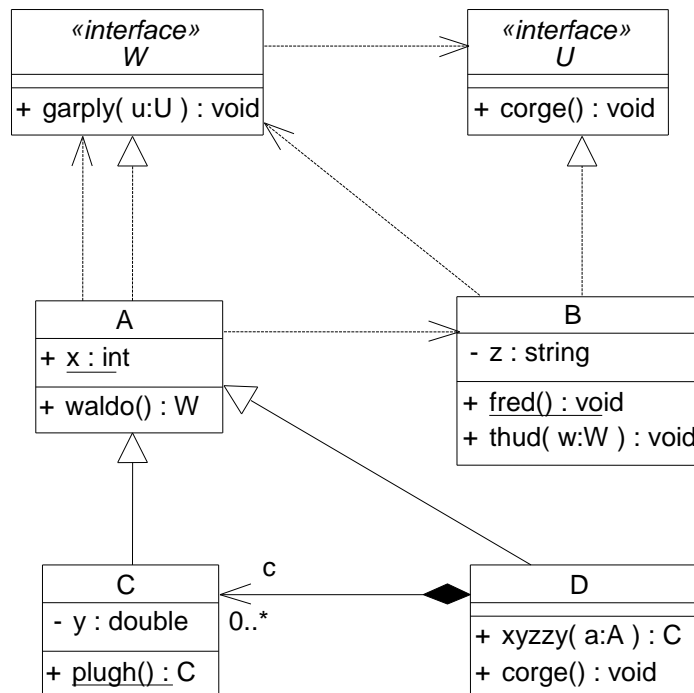 «interface»
W
+ garply( u:U ) : void
«interface»
U
+ corge() : void
A
+ x : int
+ waldo() : W
B
- z : string
+ fred() : void
+ thud( w:W ) : void
C
- y : double
+ plugh() : C
c
0..*
D
+ xyzzy( a:A ) : C
+ corge() : void